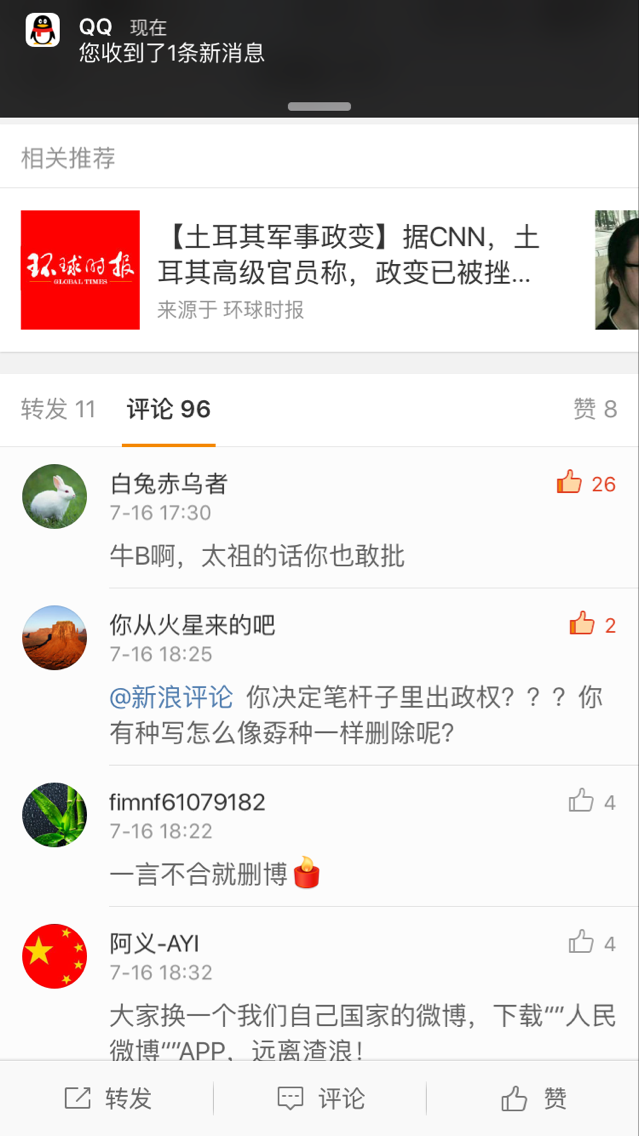 QQ 现在
您收到了1条新消息
相关推荐
环球时报
GLOBAL TIMES
【土耳其军事政变】据CNN，土
耳其高级官员称，政变已被挫...
来源于 环球时报
转发 11 评论 96 赞 8
白兔赤乌者 26
7-16 17:30
牛B啊，太祖的话你也敢批
你从火星来的吧 2
7-16 18:25
@新浪评论 你决定笔杆子里出政权？？？你
有种写怎么像孬种一样删除呢?
fimnf61079182 4
7-16 18:22
一言不合就删博
阿义-AYI 4
7-16 18:32
大家换一个我们自己国家的微博，下载“”人民
微博“”APP，远离渣浪！
转发 评论 赞